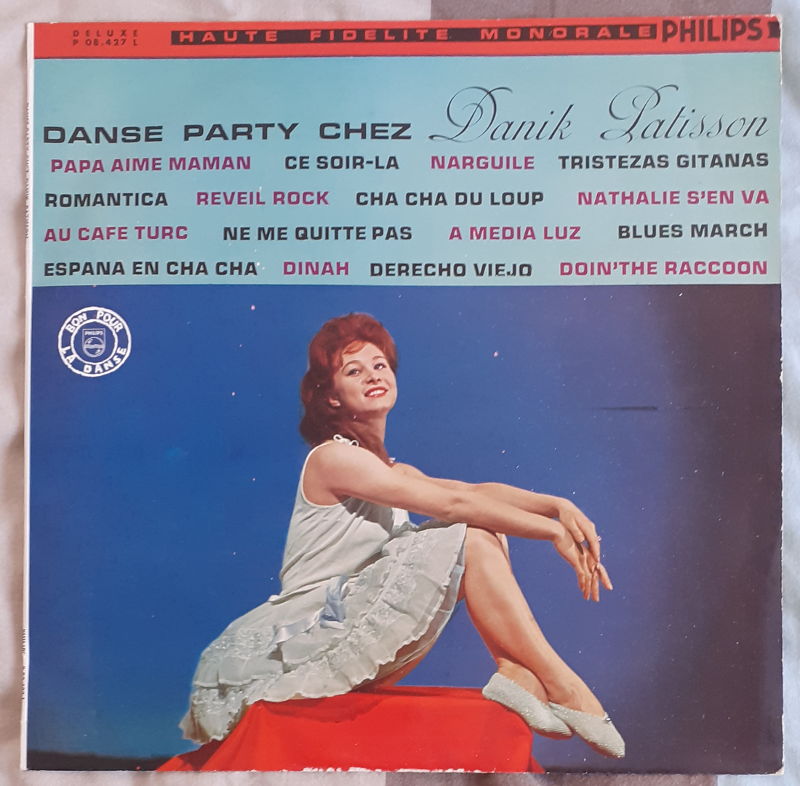 DELUXE
P 08.427 L
HAUTE FIDELITE MONORALE PHILIPS
DANSE PARTY CHEZ Danik Patisson
PAPA AIME MAMAN CE SOIR-LA NARGUILE TRISTEZAS GITANAS
ROMANTICA REVEIL ROCK CHA CHA DU LOUP NATHALIE S'EN VA
AU CAFE TURC NE ME QUITTE PAS A MEDIA LUZ BLUES MARCH
ESPANA EN CHA CHA DINAH DERECHO VIEJO DOIN'THE RACCOON
BON POUR
PHILIPS
LA DANSE